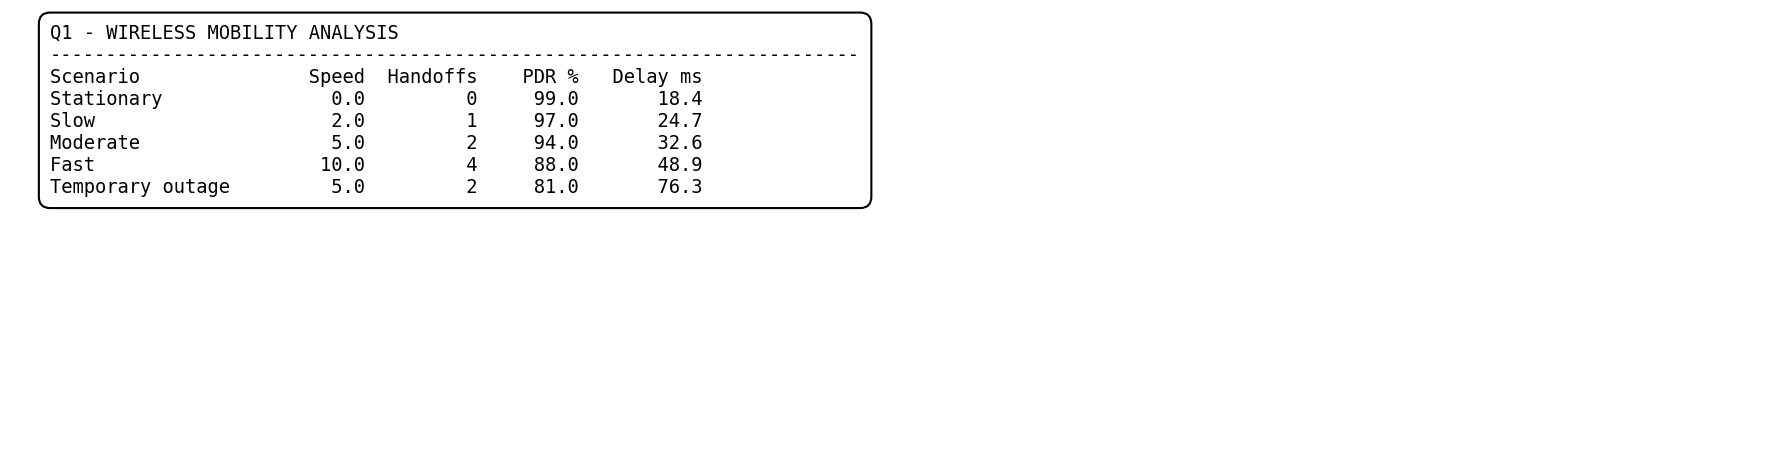 Q1 - WIRELESS MOBILITY ANALYSIS
------------------------------------------------------------------------
Scenario               Speed  Handoffs    PDR %   Delay ms
Stationary               0.0         0     99.0       18.4
Slow                     2.0         1     97.0       24.7
Moderate                 5.0         2     94.0       32.6
Fast                    10.0         4     88.0       48.9
Temporary outage         5.0         2     81.0       76.3